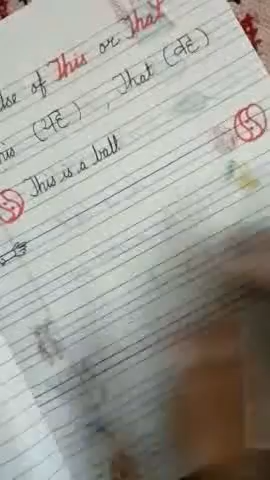 Use of This or That
This (यह) , That (वह)
This is a ball